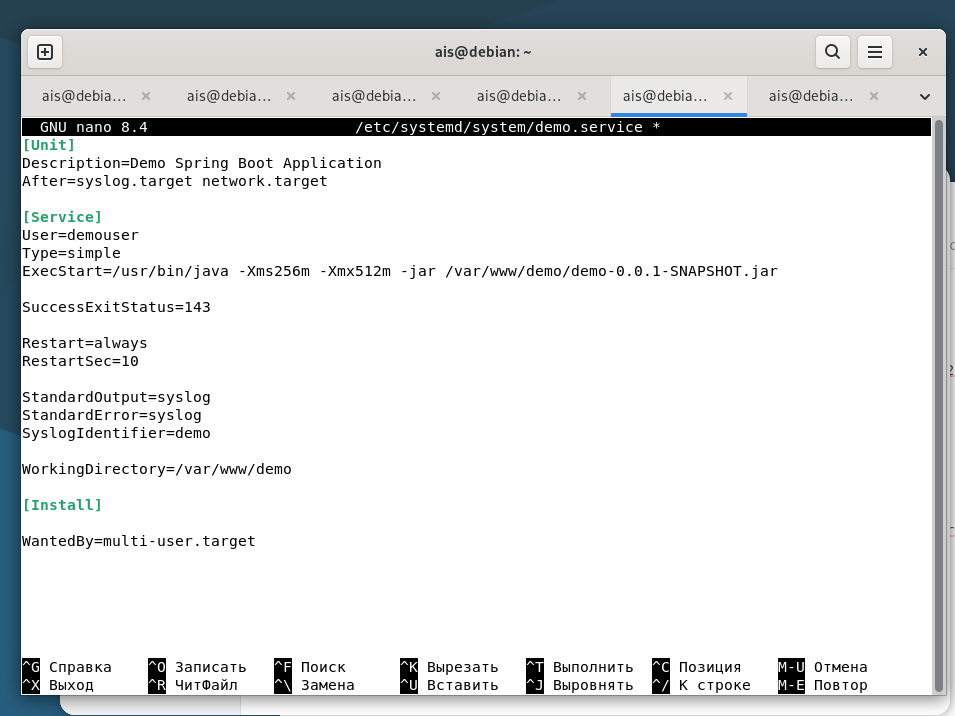 ais@debian: ~
ais@debia… ais@debia… ais@debia… ais@debia… ais@debia… ais@debia…
GNU nano 8.4 /etc/systemd/system/demo.service *
[Unit]
Description=Demo Spring Boot Application
After=syslog.target network.target
[Service]
User=demouser
Type=simple
ExecStart=/usr/bin/java -Xms256m -Xmx512m -jar /var/www/demo/demo-0.0.1-SNAPSHOT.jar
SuccessExitStatus=143
Restart=always
RestartSec=10
StandardOutput=syslog
StandardError=syslog
SyslogIdentifier=demo
WorkingDirectory=/var/www/demo
[Install]
WantedBy=multi-user.target
^G Справка ^O Записать ^F Поиск ^K Вырезать ^T Выполнить ^C Позиция M-U Отмена
^X Выход ^R ЧитФайл ^\ Замена ^U Вставить ^J Выровнять ^/ К строке M-E Повтор